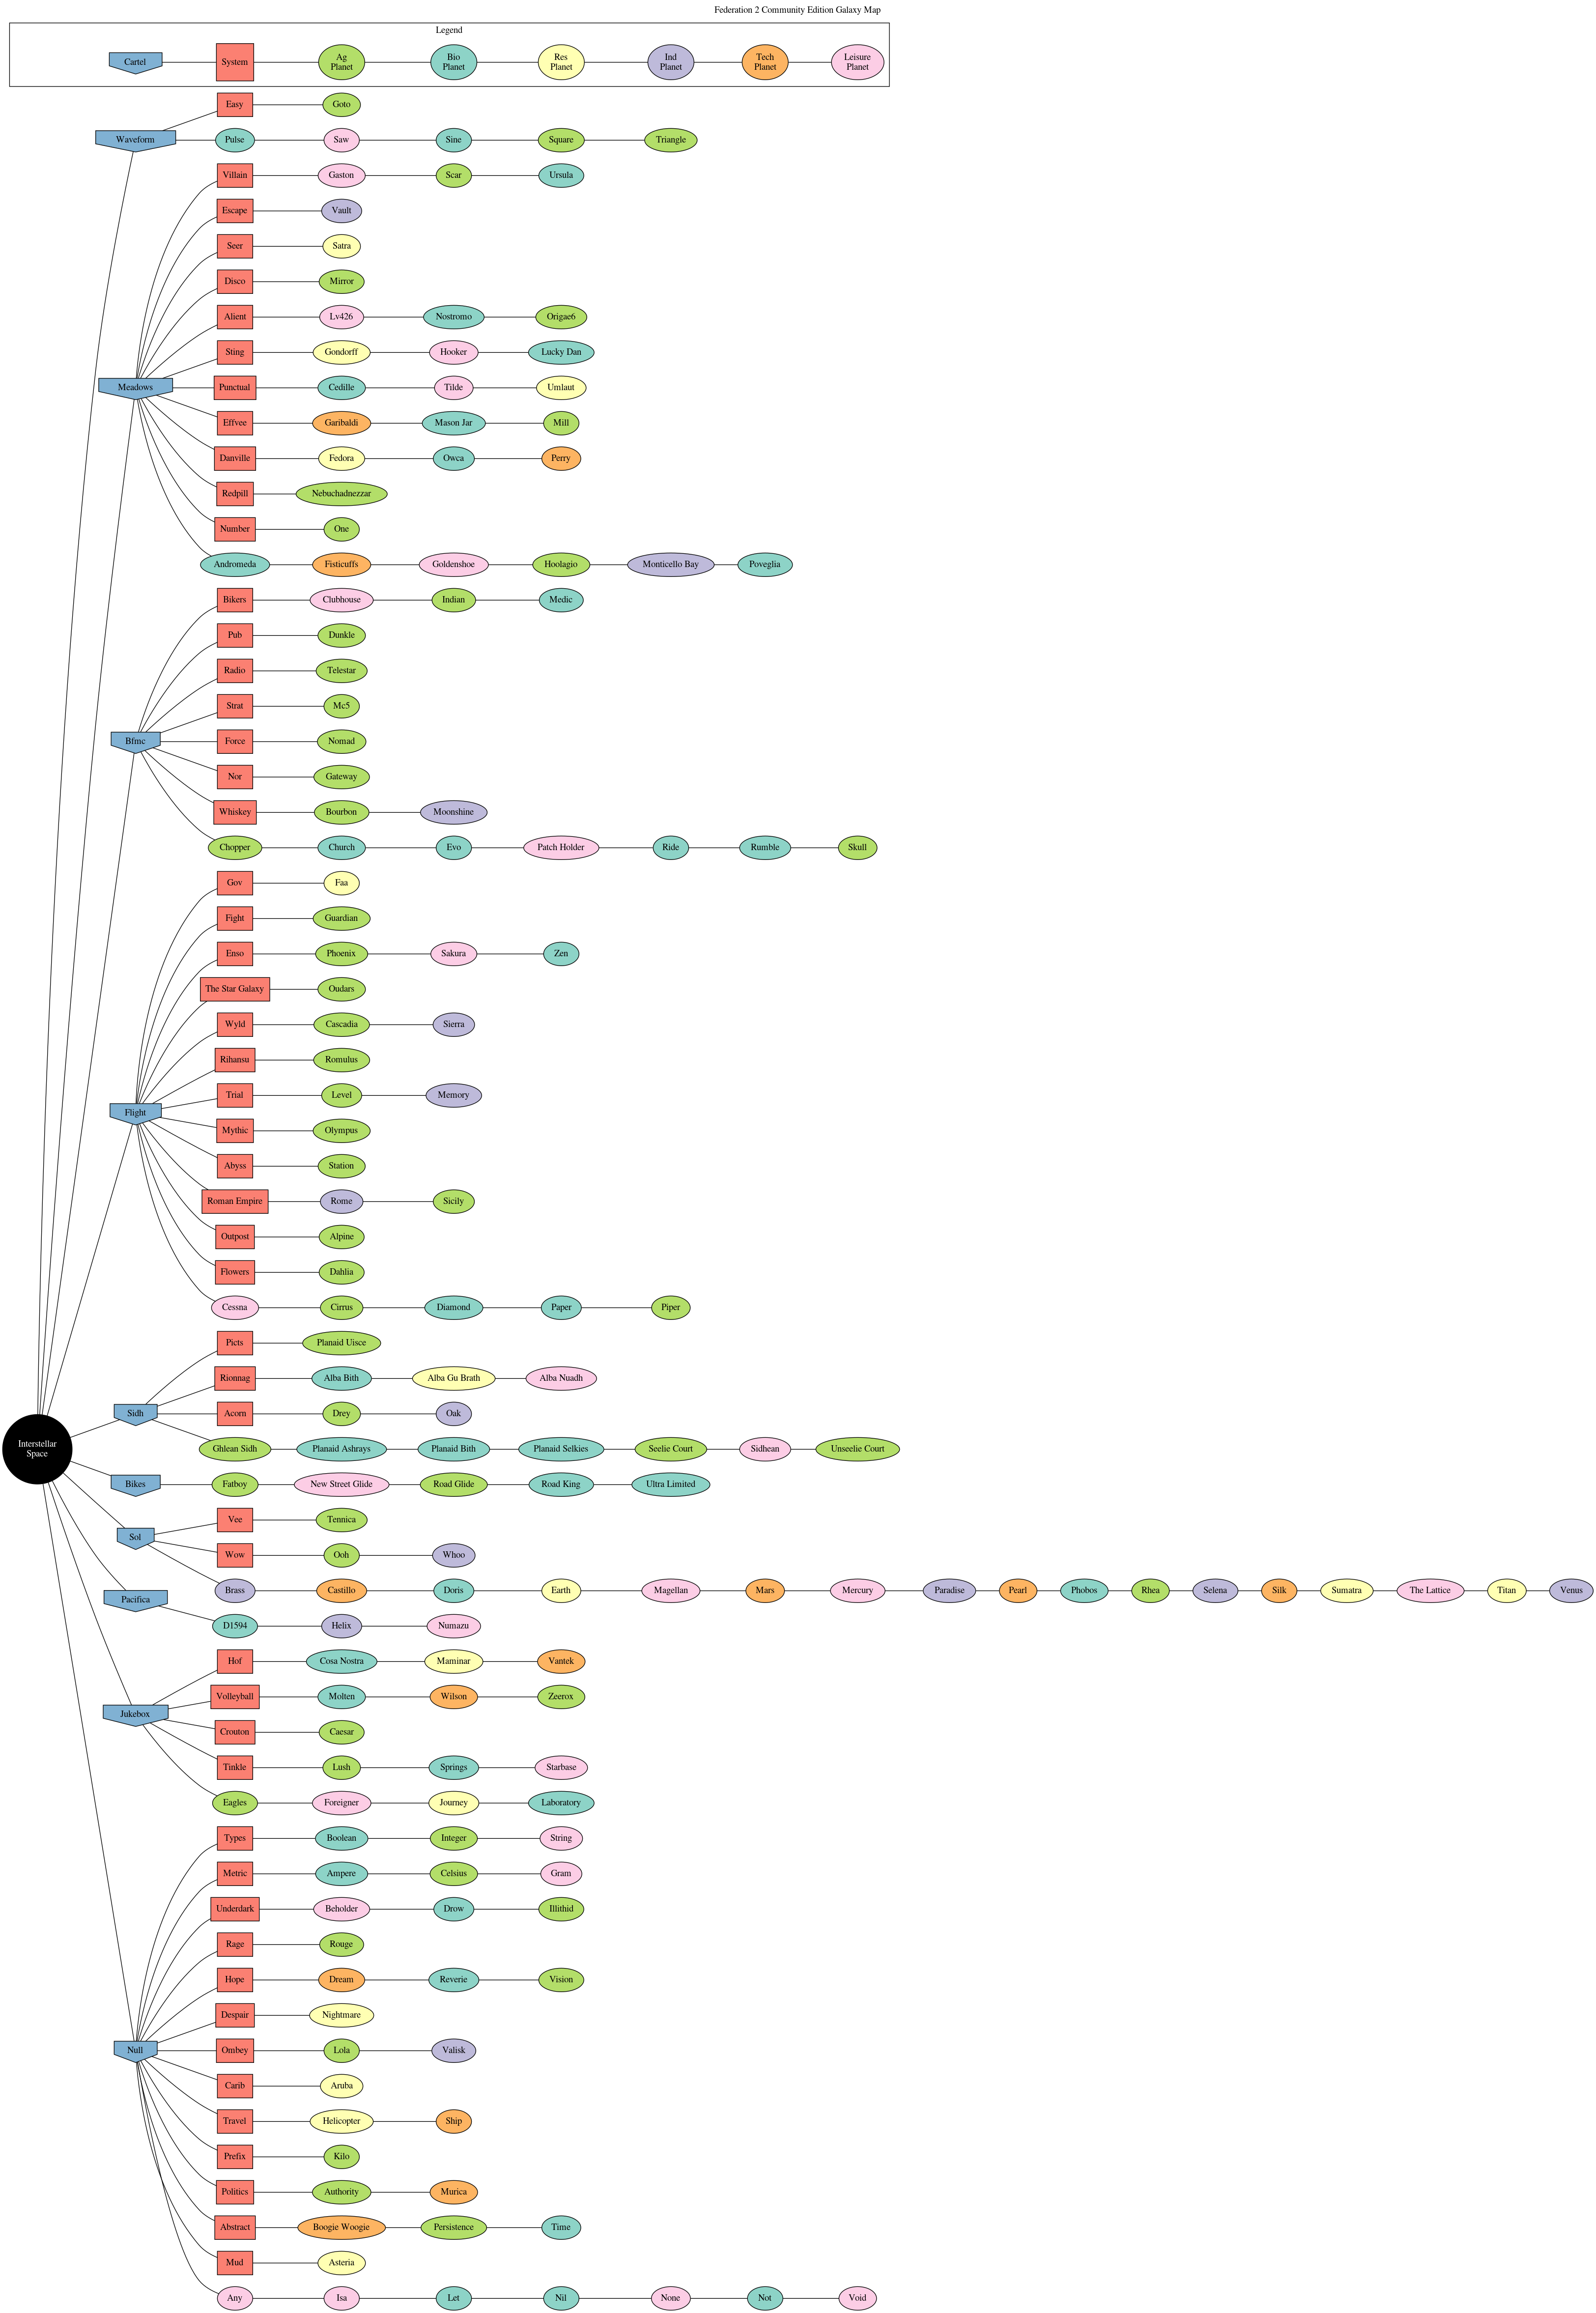 Federation 2 Community Edition Galaxy Map
Legend
Cartel System Ag Planet Bio Planet Res Planet Ind Planet Tech Planet Leisure Planet
Easy Goto
Waveform Pulse Saw Sine Square Triangle
Villain Gaston Scar Ursula
Escape Vault
Seer Satra
Disco Mirror
Alient Lv426 Nostromo Origae6
Sting Gondorff Hooker Lucky Dan
Meadows Punctual Cedille Tilde Umlaut
Effvee Garibaldi Mason Jar Mill
Danville Fedora Owca Perry
Redpill Nebuchadnezzar
Number One
Andromeda Fisticuffs Goldenshoe Hoolagio Monticello Bay Poveglia
Bikers Clubhouse Indian Medic
Pub Dunkle
Radio Telestar
Strat Mc5
Bfmc Force Nomad
Nor Gateway
Whiskey Bourbon Moonshine
Chopper Church Evo Patch Holder Ride Rumble Skull
Gov Faa
Fight Guardian
Enso Phoenix Sakura Zen
The Star Galaxy Oudars
Wyld Cascadia Sierra
Rihansu Romulus
Trial Level Memory
Flight
Mythic Olympus
Abyss Station
Roman Empire Rome Sicily
Outpost Alpine
Flowers Dahlia
Cessna Cirrus Diamond Paper Piper
Picts Planaid Uisce
Rionnag Alba Bith Alba Gu Brath Alba Nuadh
Sidh Acorn Drey Oak
Interstellar Space
Ghlean Sidh Planaid Ashrays Planaid Bith Planaid Selkies Seelie Court Sidhean Unseelie Court
Bikes Fatboy New Street Glide Road Glide Road King Ultra Limited
Vee Tennica
Sol
Wow Ooh Whoo
Brass Castillo Doris Earth Magellan Mars Mercury Paradise Pearl Phobos Rhea Selena Silk Sumatra The Lattice Titan Venus
Pacifica
D1594 Helix Numazu
Hof Cosa Nostra Maminar Vantek
Volleyball Molten Wilson Zeerox
Jukebox
Crouton Caesar
Tinkle Lush Springs Starbase
Eagles Foreigner Journey Laboratory
Types Boolean Integer String
Metric Ampere Celsius Gram
Underdark Beholder Drow Illithid
Rage Rouge
Hope Dream Reverie Vision
Despair Nightmare
Null Ombey Lola Valisk
Carib Aruba
Travel Helicopter Ship
Prefix Kilo
Politics Authority Murica
Abstract Boogie Woogie Persistence Time
Mud Asteria
Any Isa Let Nil None Not Void